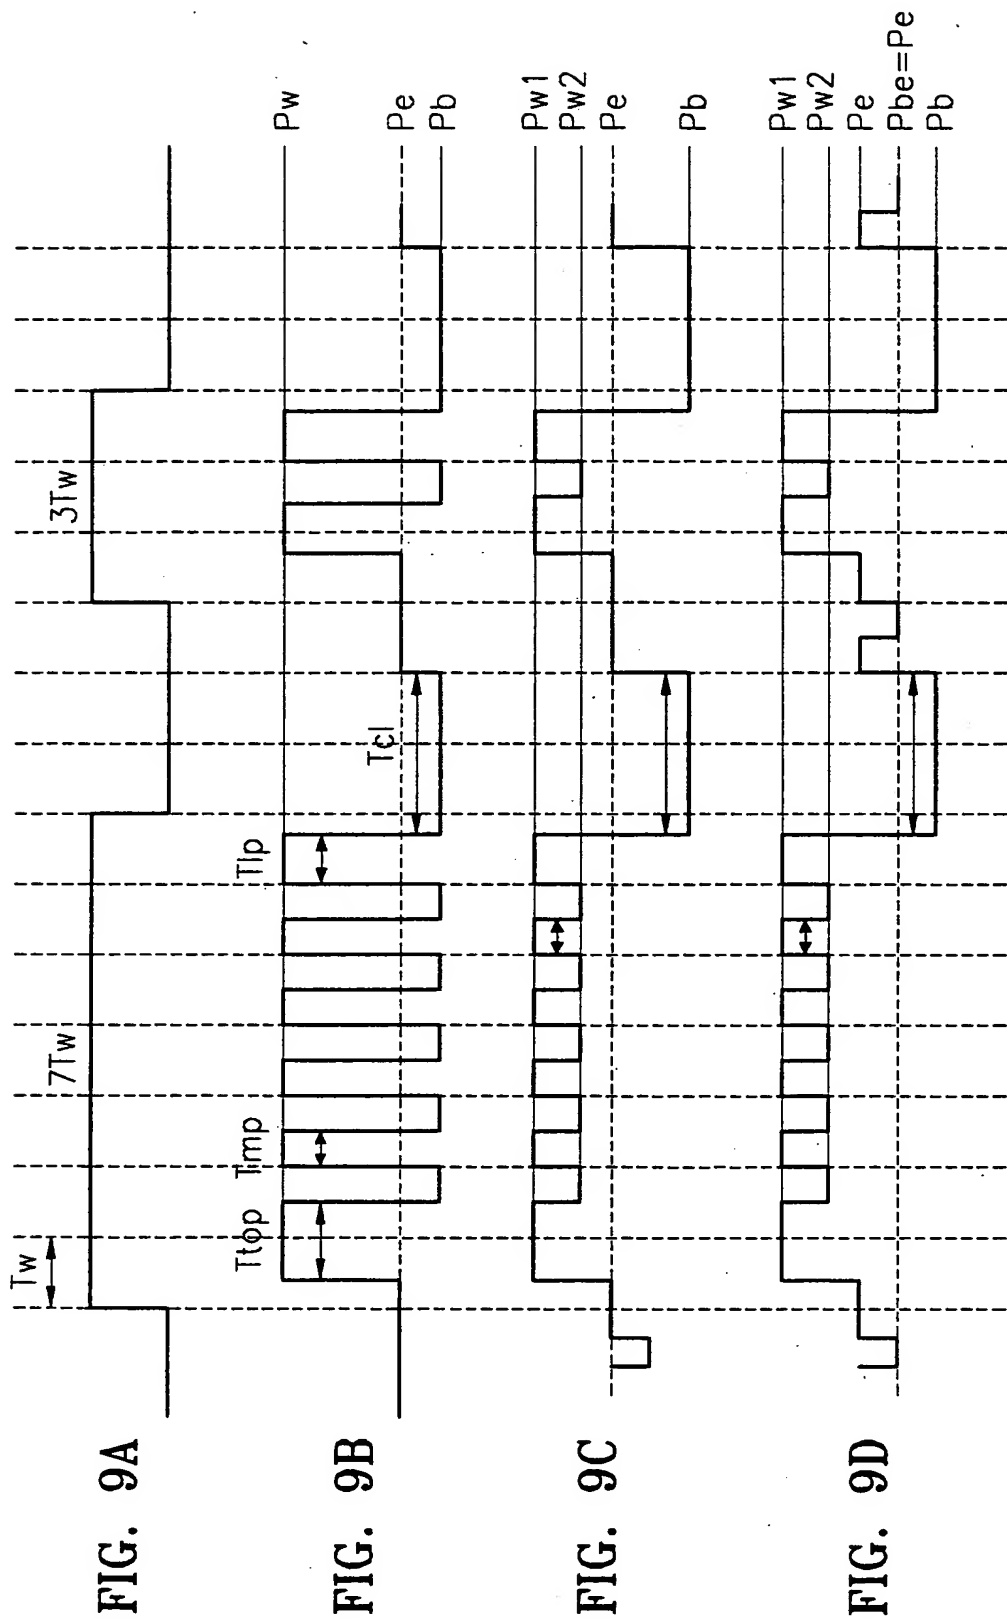 FIG. 9A
Tw
7Tw
3Tw
FIG. 9B
Ttop
Tmp
Tlp
Tcl
Pw
Pe
Pb
FIG. 9C
Pw1
Pw2
Pe
Pb
FIG. 9D
Pw1
Pw2
Pe
Pbe=Pe
Pb